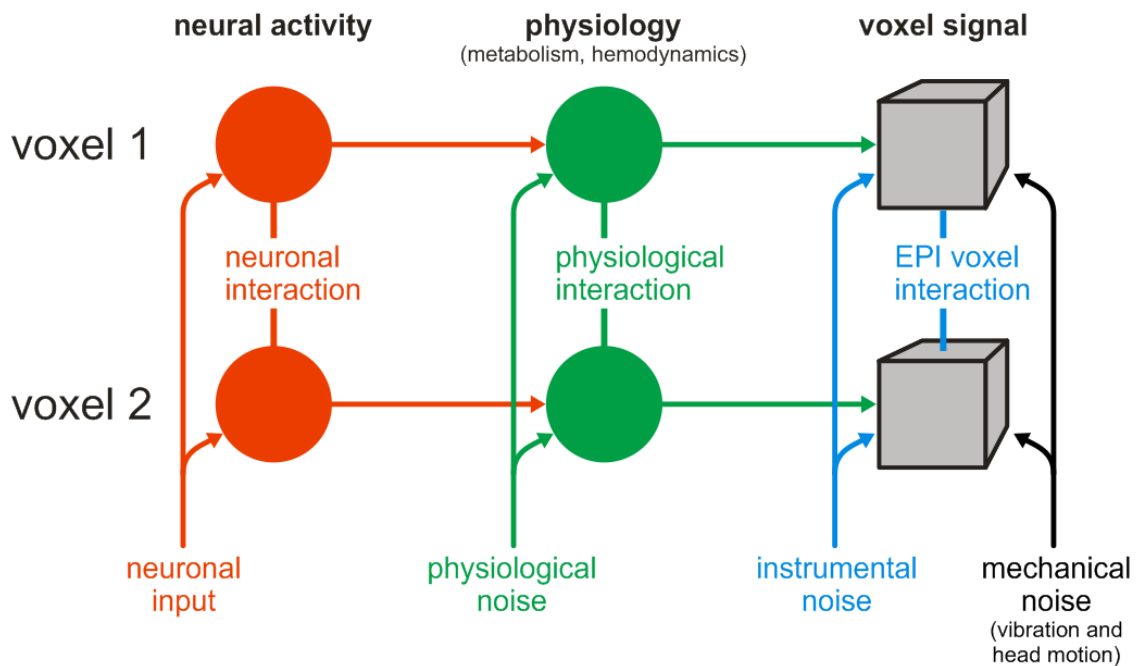 neural activity
physiology
(metabolism, hemodynamics)
voxel signal
voxel 1
neuronal
interaction
physiological
interaction
EPI voxel
interaction
voxel 2
neuronal
input
physiological
noise
instrumental
noise
mechanical
noise
(vibration and
head motion)